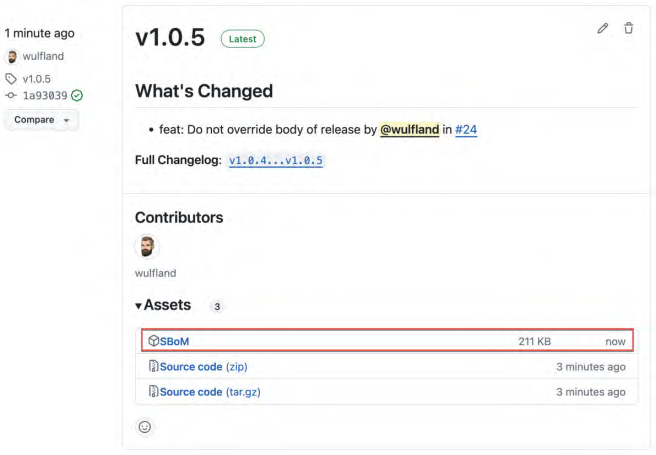 1 minute ago
wulfland
v1.0.5
1a93039
Compare
v1.0.5 Latest
What's Changed
feat: Do not override body of release by @wulfland in #24
Full Changelog: v1.0.4...v1.0.5
Contributors
wulfland
Assets 3
SBoM 211 KB now
Source code (zip) 3 minutes ago
Source code (tar.gz) 3 minutes ago